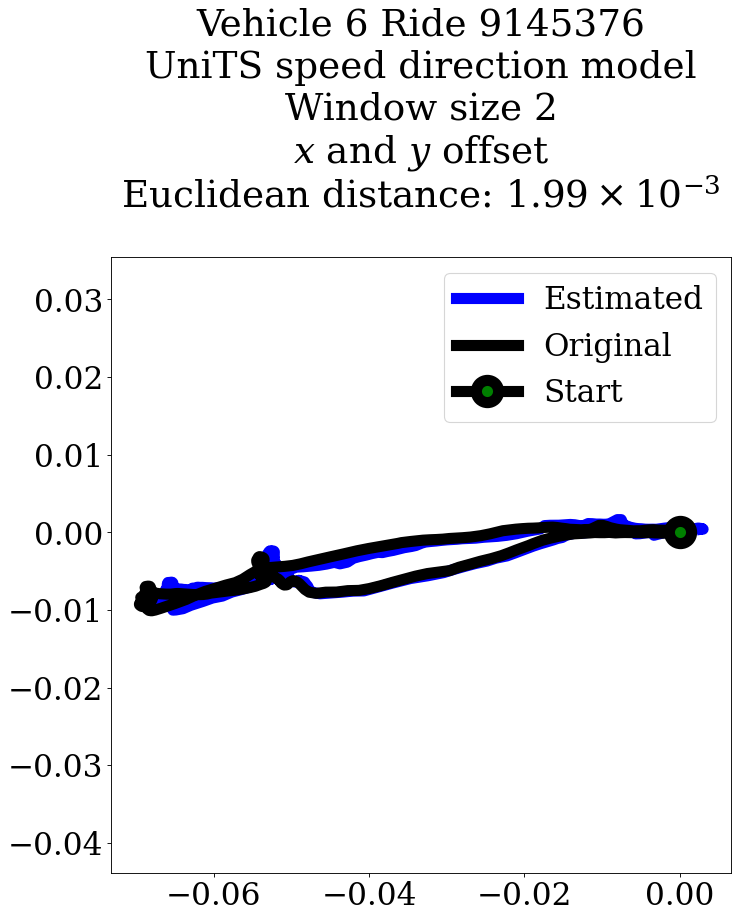 Vehicle 6 Ride 9145376
UniTS speed direction model
Window size 2
x and y offset
Euclidean distance: 1.99 × 10⁻³
Estimated
Original
Start
0.03
0.02
0.01
0.00
−0.01
−0.02
−0.03
−0.04
−0.06 −0.04 −0.02 0.00